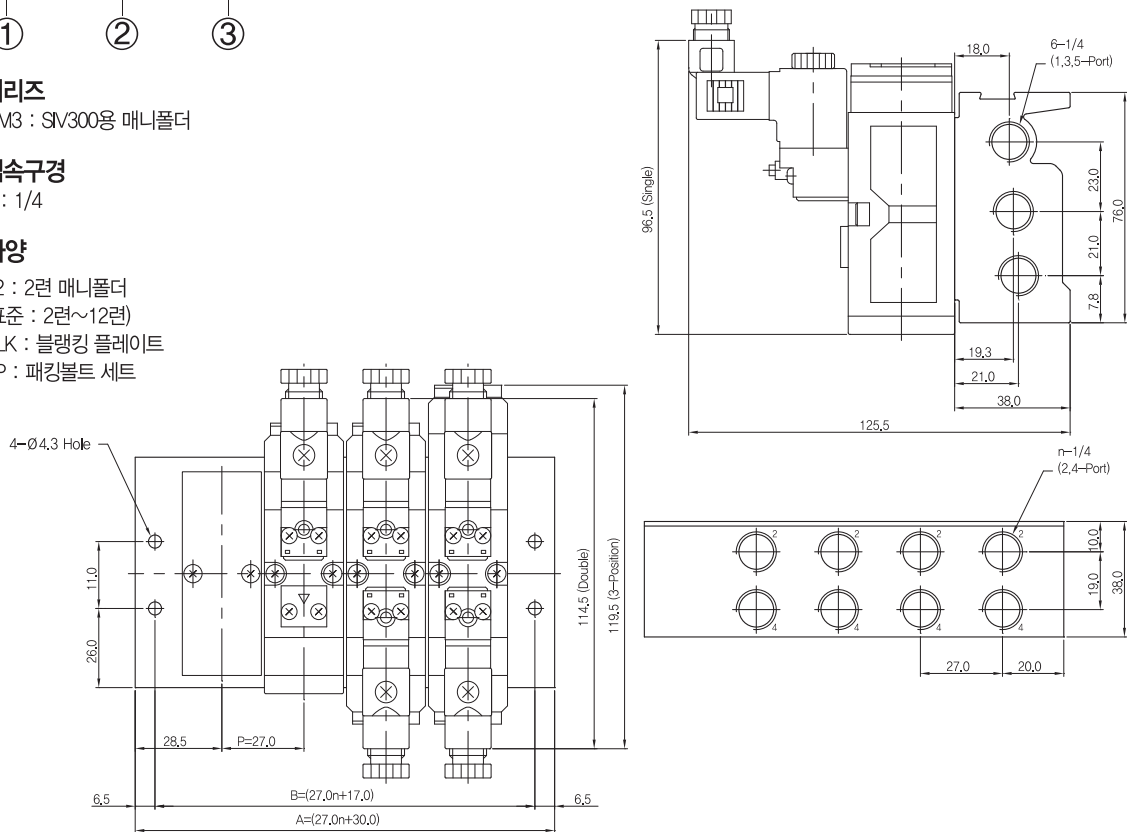 ① ② ③
리즈
M3 : SIV300용 매니폴더
속구경
: 1/4
양
2 : 2련 매니폴더
표준 : 2련~12련)
LK : 블랭킹 플레이트
P : 패킹볼트 세트
18.0
6-1/4
(1,3,5-Port)
96.5 (Single)
23.0
76.0
21.0
7.8
19.3
21.0
38.0
125.5
4-Ø4.3 Hole
11.0
26.0
114.5 (Double)
119.5 (3-Position)
28.5
P=27.0
6.5
B=(27.0n+17.0)
6.5
A=(27.0n+30.0)
n-1/4
(2,4-Port)
2 2 2 2
10.0
19.0
38.0
4 4 4 4
27.0
20.0